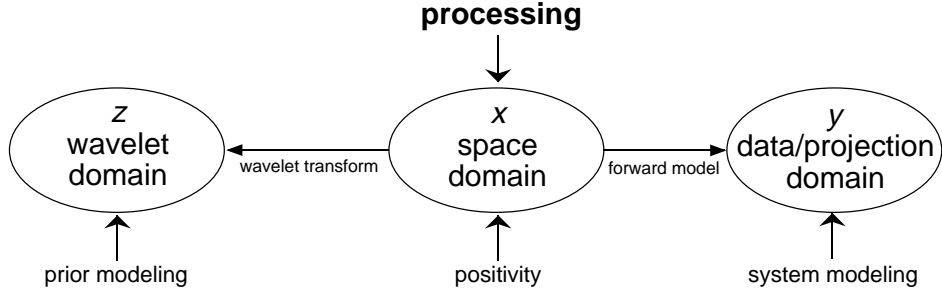 processing
z
wavelet
domain
wavelet transform
x
space
domain
forward model
y
data/projection
domain
prior modeling
positivity
system modeling